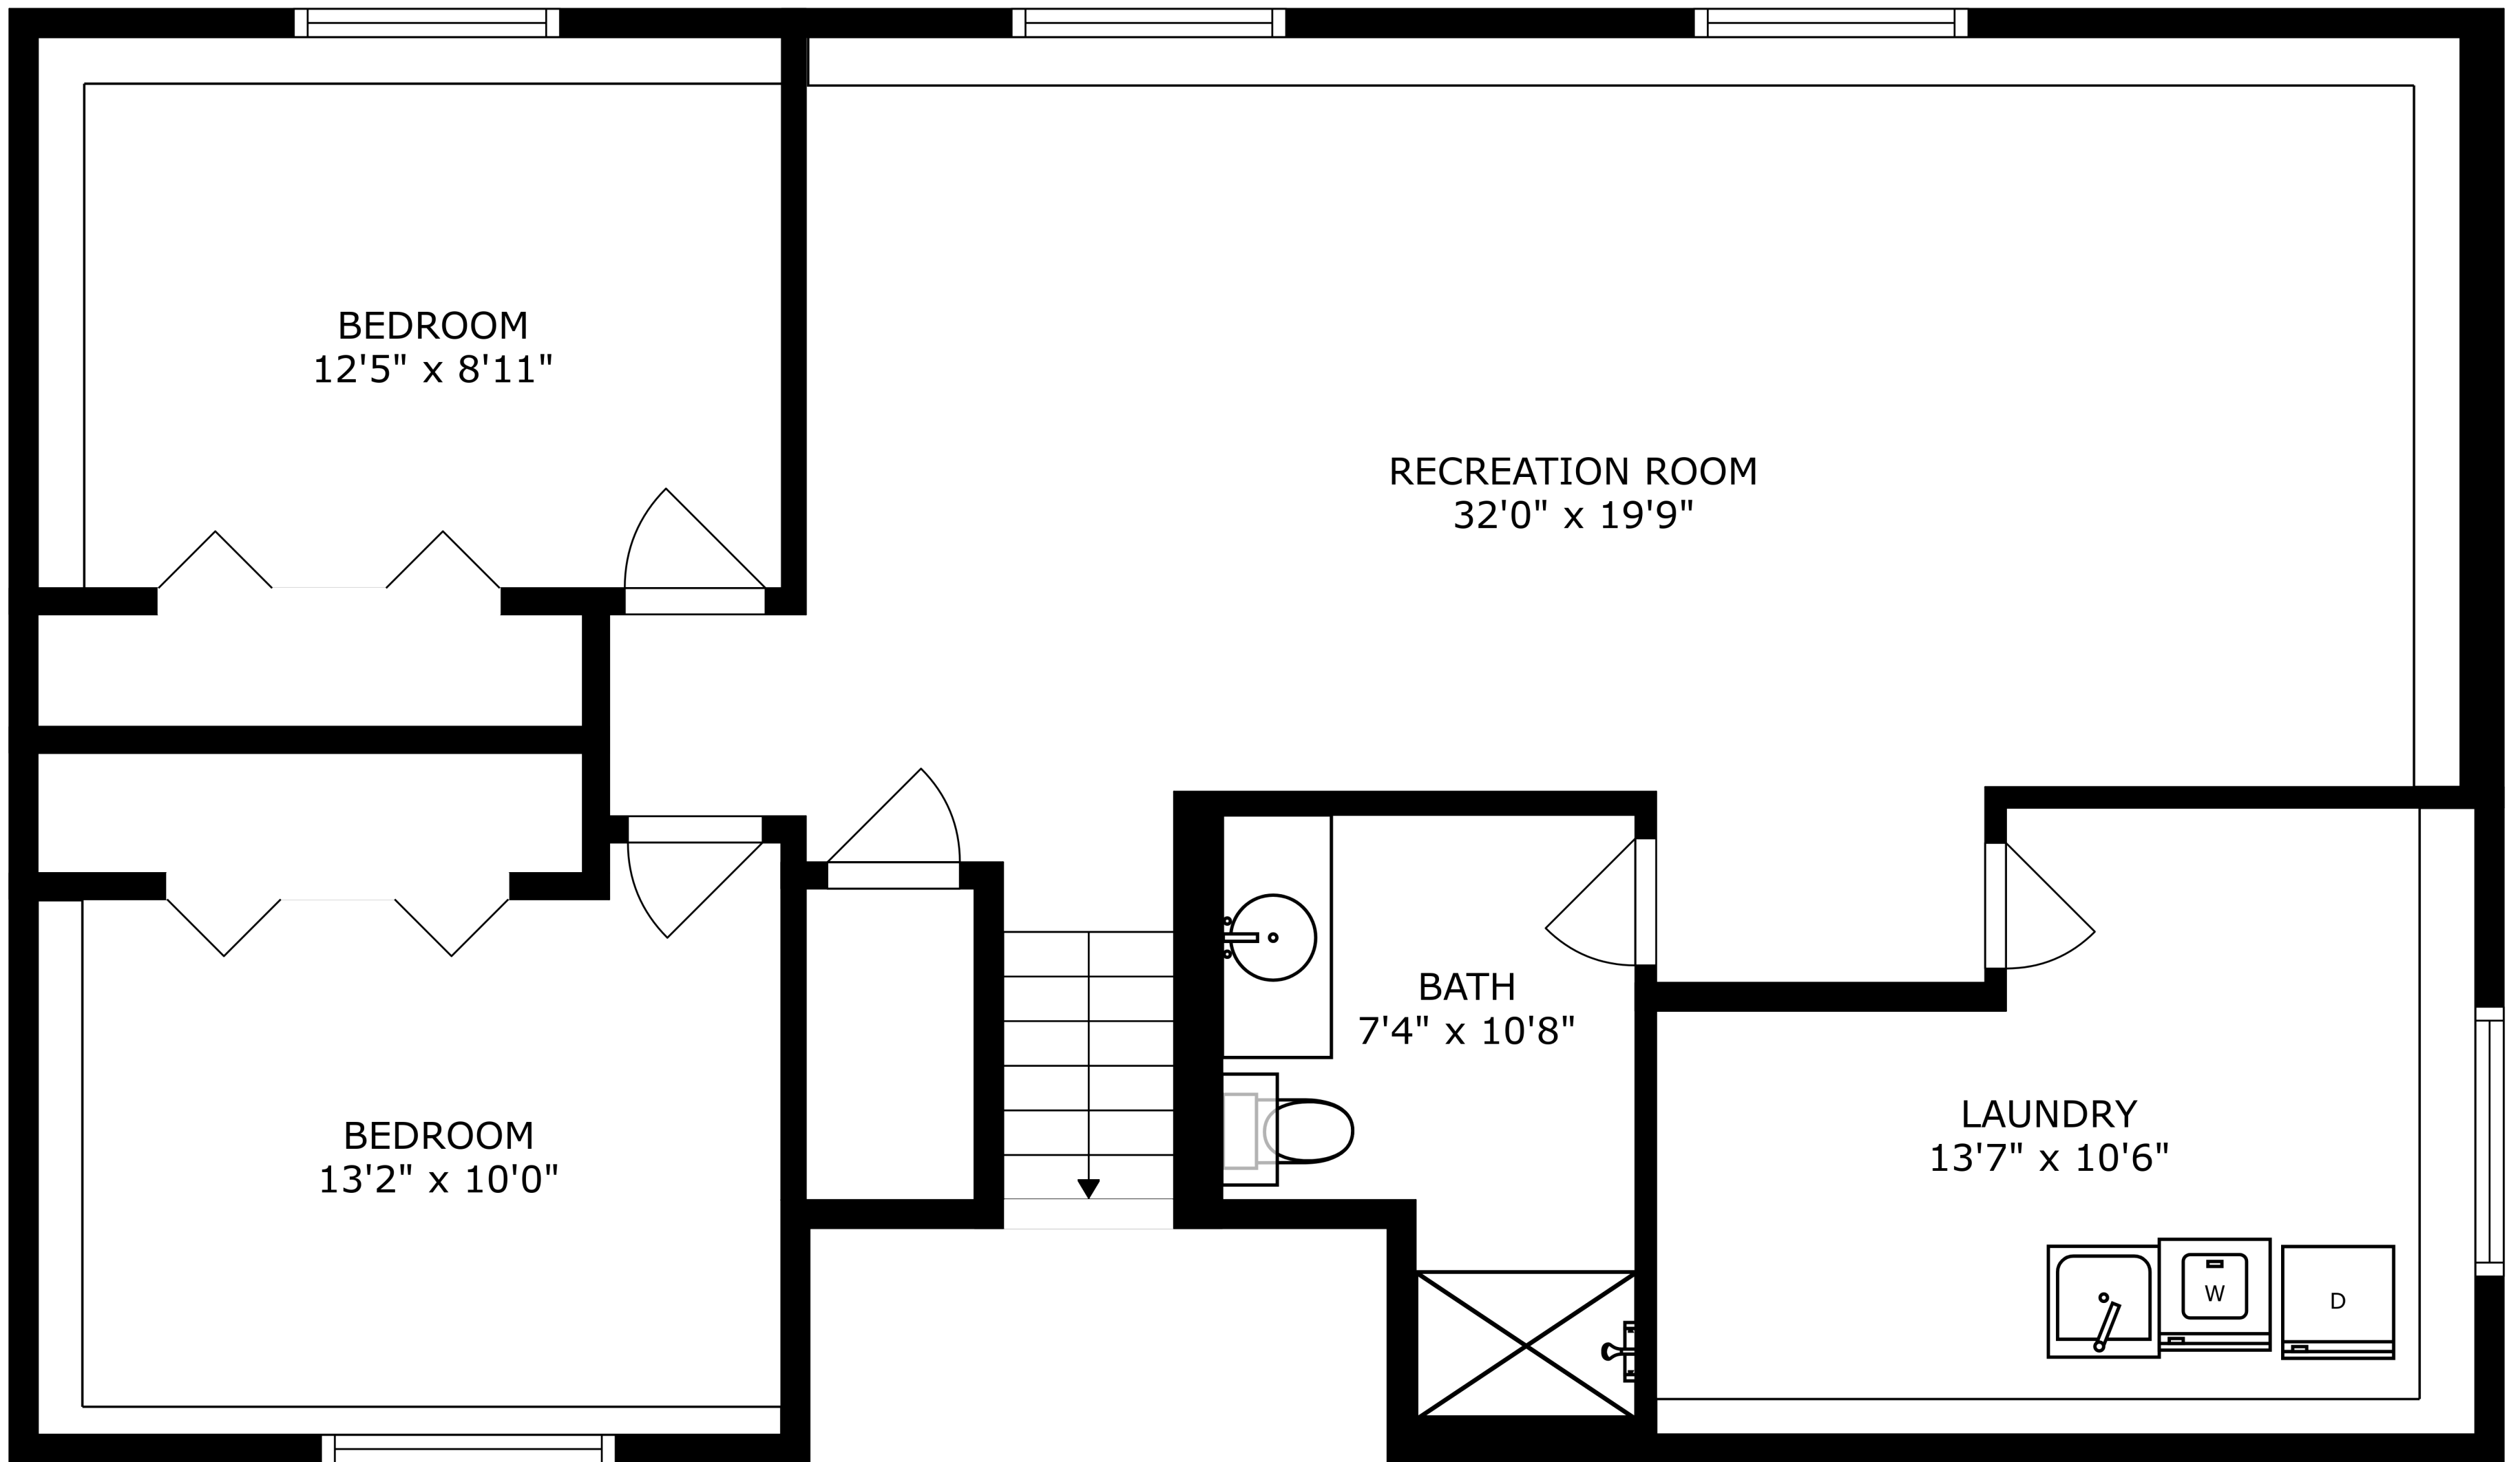 BEDROOM
12'5" x 8'11"
RECREATION ROOM
32'0" x 19'9"
BATH
7'4" x 10'8"
BEDROOM
13'2" x 10'0"
LAUNDRY
13'7" x 10'6"
W
D